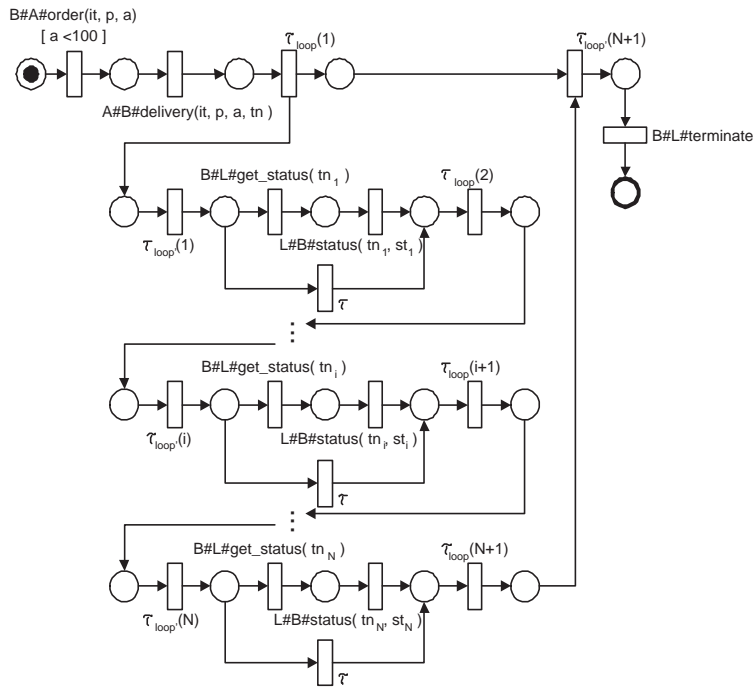 B#A#order(it, p, a)
[ a <100 ]
τloop(1)
τloop'(N+1)
A#B#delivery(it, p, a, tn )
B#L#terminate
B#L#get_status( tn1)
τloop(2)
τloop'(1)
L#B#status( tn1, st1)
τ
⋮
B#L#get_status( tni)
τloop(i+1)
τloop'(i)
L#B#status( tni, sti)
τ
⋮
B#L#get_status( tnN)
τloop(N+1)
τloop'(N)
L#B#status( tnN, stN)
τ